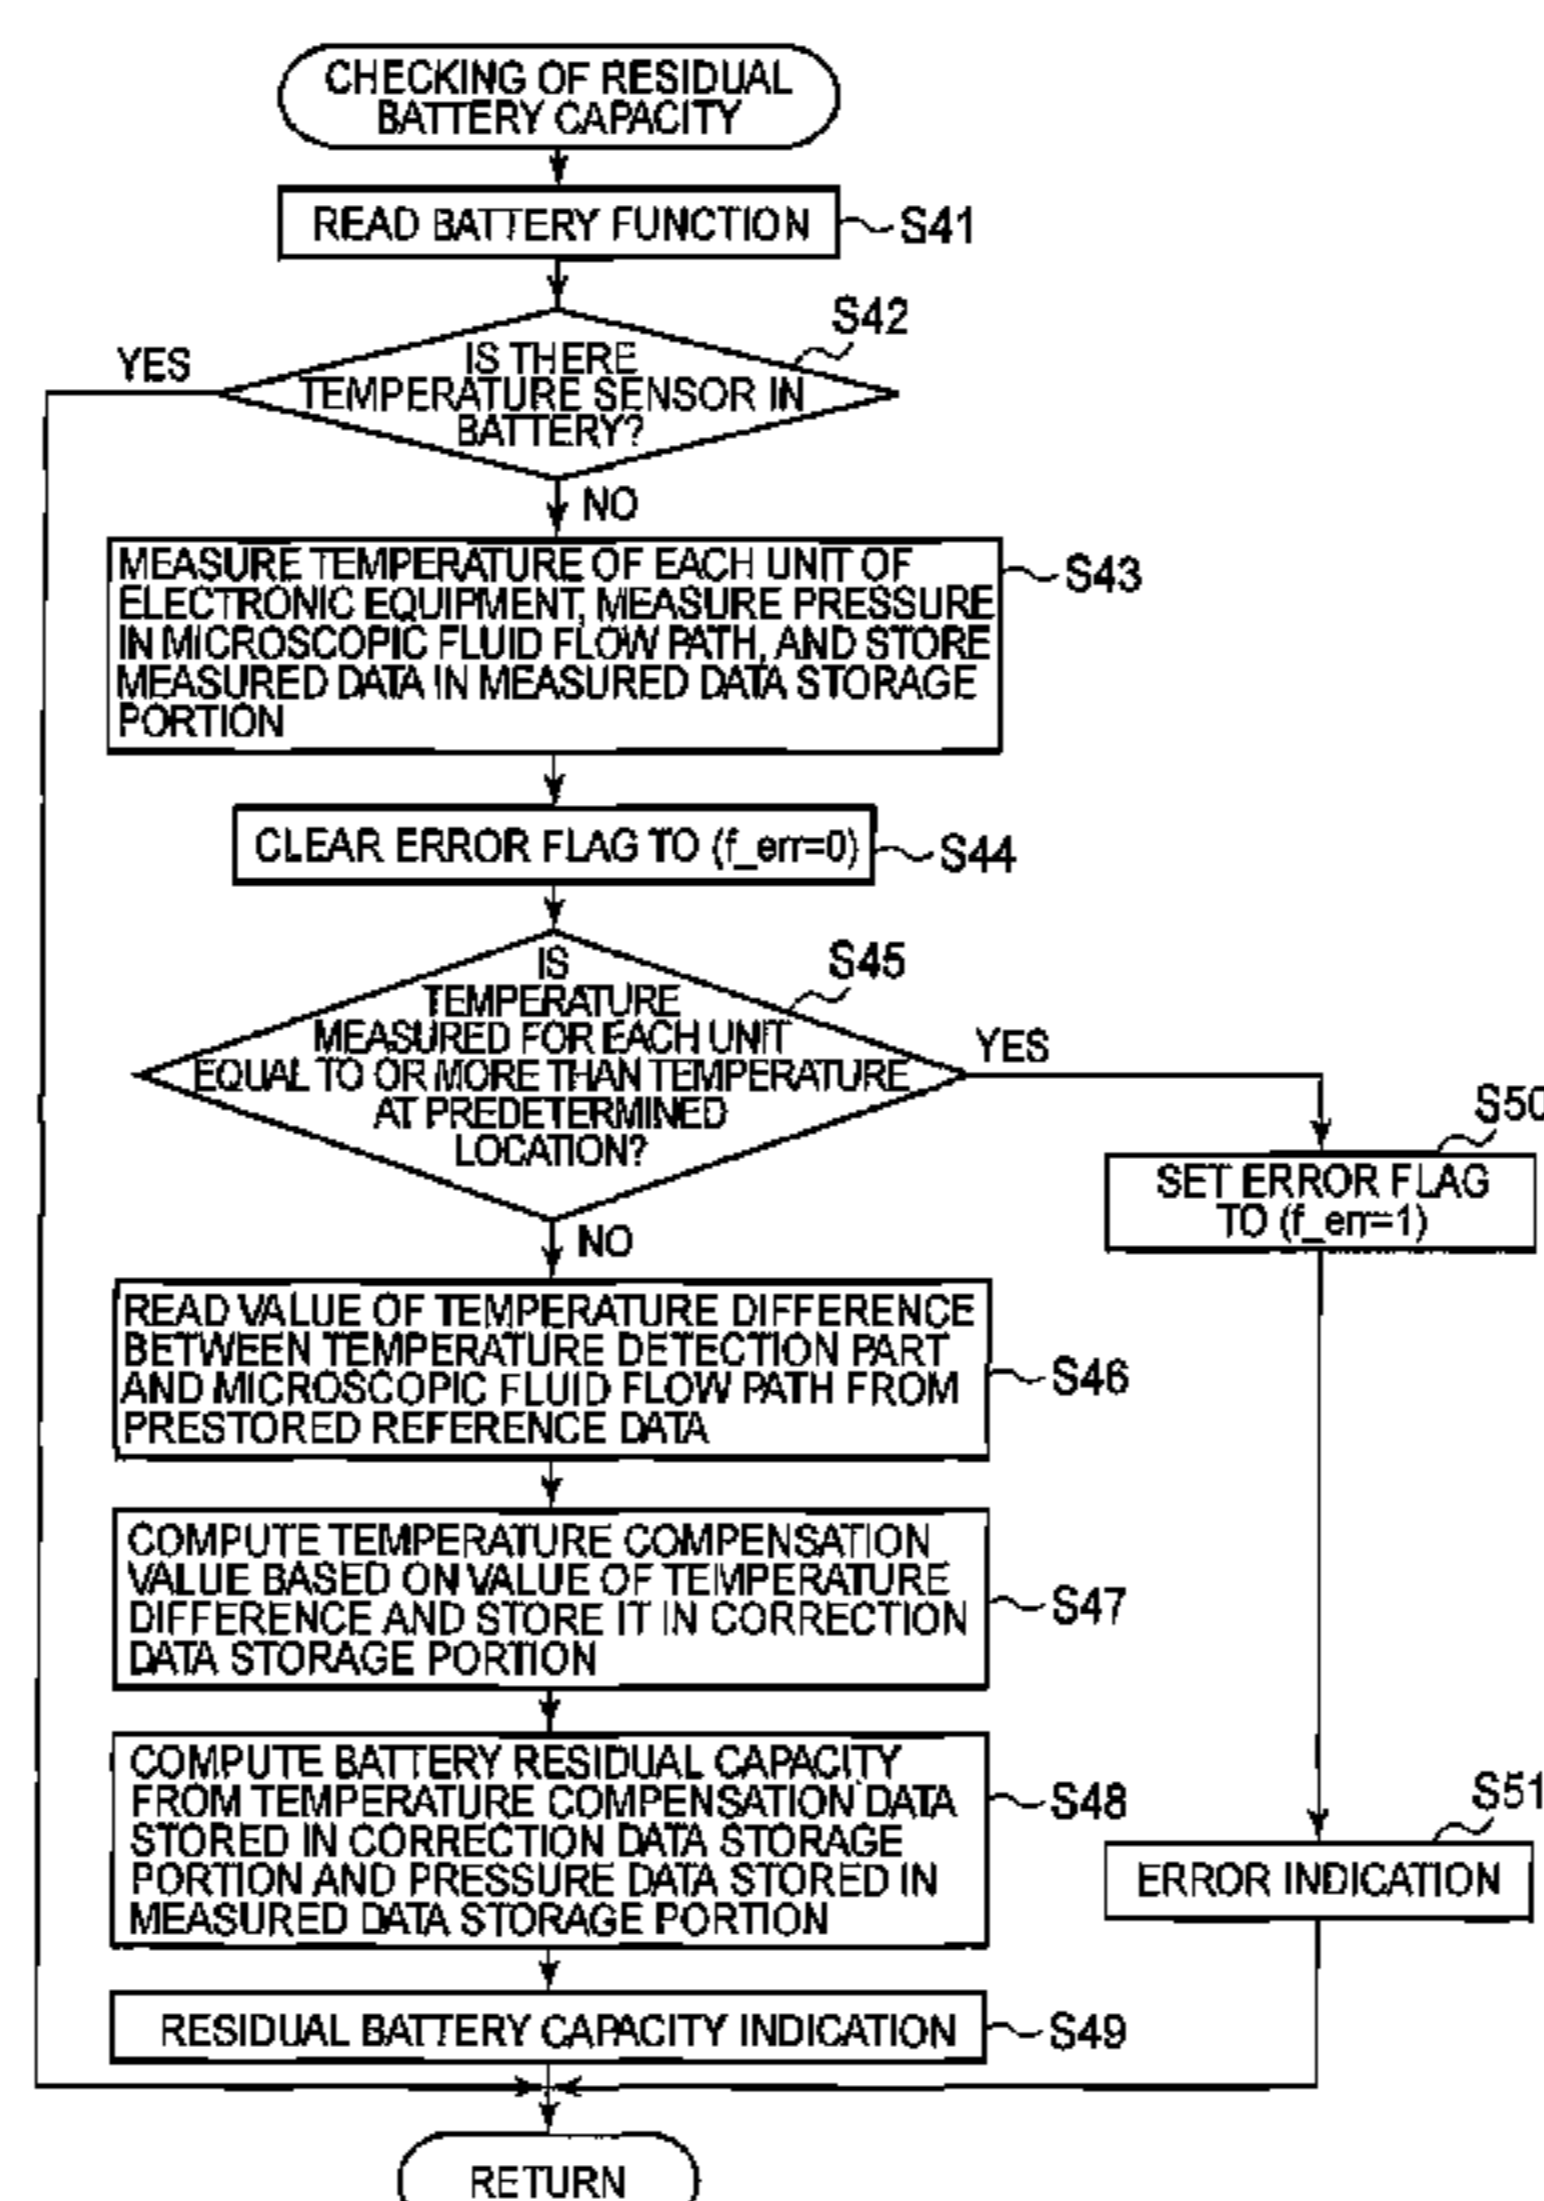 CHECKING OF RESIDUAL
BATTERY CAPACITY
READ BATTERY FUNCTION
S41
S42
YES
IS THERE
TEMPERATURE SENSOR IN
BATTERY?
NO
MEASURE TEMPERATURE OF EACH UNIT OF
ELECTRONIC EQUIPMENT, MEASURE PRESSURE
IN MICROSCOPIC FLUID FLOW PATH, AND STORE
MEASURED DATA IN MEASURED DATA STORAGE
PORTION
S43
CLEAR ERROR FLAG TO (f_err=0)
S44
S45
IS
TEMPERATURE
MEASURED FOR EACH UNIT
EQUAL TO OR MORE THAN TEMPERATURE
AT PREDETERMINED
LOCATION?
YES
S50
SET ERROR FLAG
TO (f_err=1)
NO
READ VALUE OF TEMPERATURE DIFFERENCE
BETWEEN TEMPERATURE DETECTION PART
AND MICROSCOPIC FLUID FLOW PATH FROM
PRESTORED REFERENCE DATA
S46
COMPUTE TEMPERATURE COMPENSATION
VALUE BASED ON VALUE OF TEMPERATURE
DIFFERENCE AND STORE IT IN CORRECTION
DATA STORAGE PORTION
S47
COMPUTE BATTERY RESIDUAL CAPACITY
FROM TEMPERATURE COMPENSATION DATA
STORED IN CORRECTION DATA STORAGE
PORTION AND PRESSURE DATA STORED IN
MEASURED DATA STORAGE PORTION
S48
S51
ERROR INDICATION
RESIDUAL BATTERY CAPACITY INDICATION
S49
RETURN